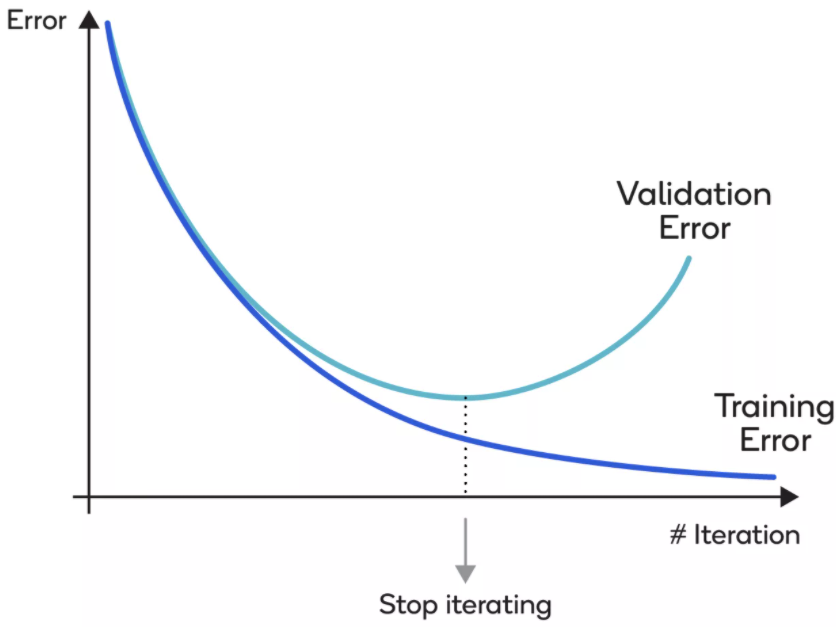 Error
Validation
Error
Training
Error
# Iteration
Stop iterating